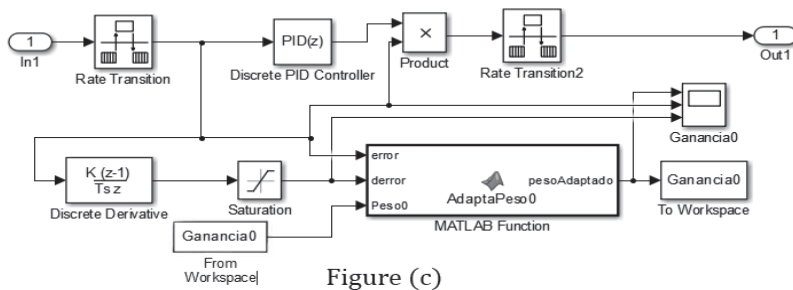 1
In1
Rate Transition
PID(z)
Discrete PID Controller
×
Product
Rate Transition2
1
Out1
Ganancia0
K (z-1)
Ts z
Discrete Derivative
Saturation
error
derror
Peso0
AdaptaPeso0
pesoAdaptado
MATLAB Function
Ganancia0
To Workspace
Ganancia0
From
Workspace
Figure (c)